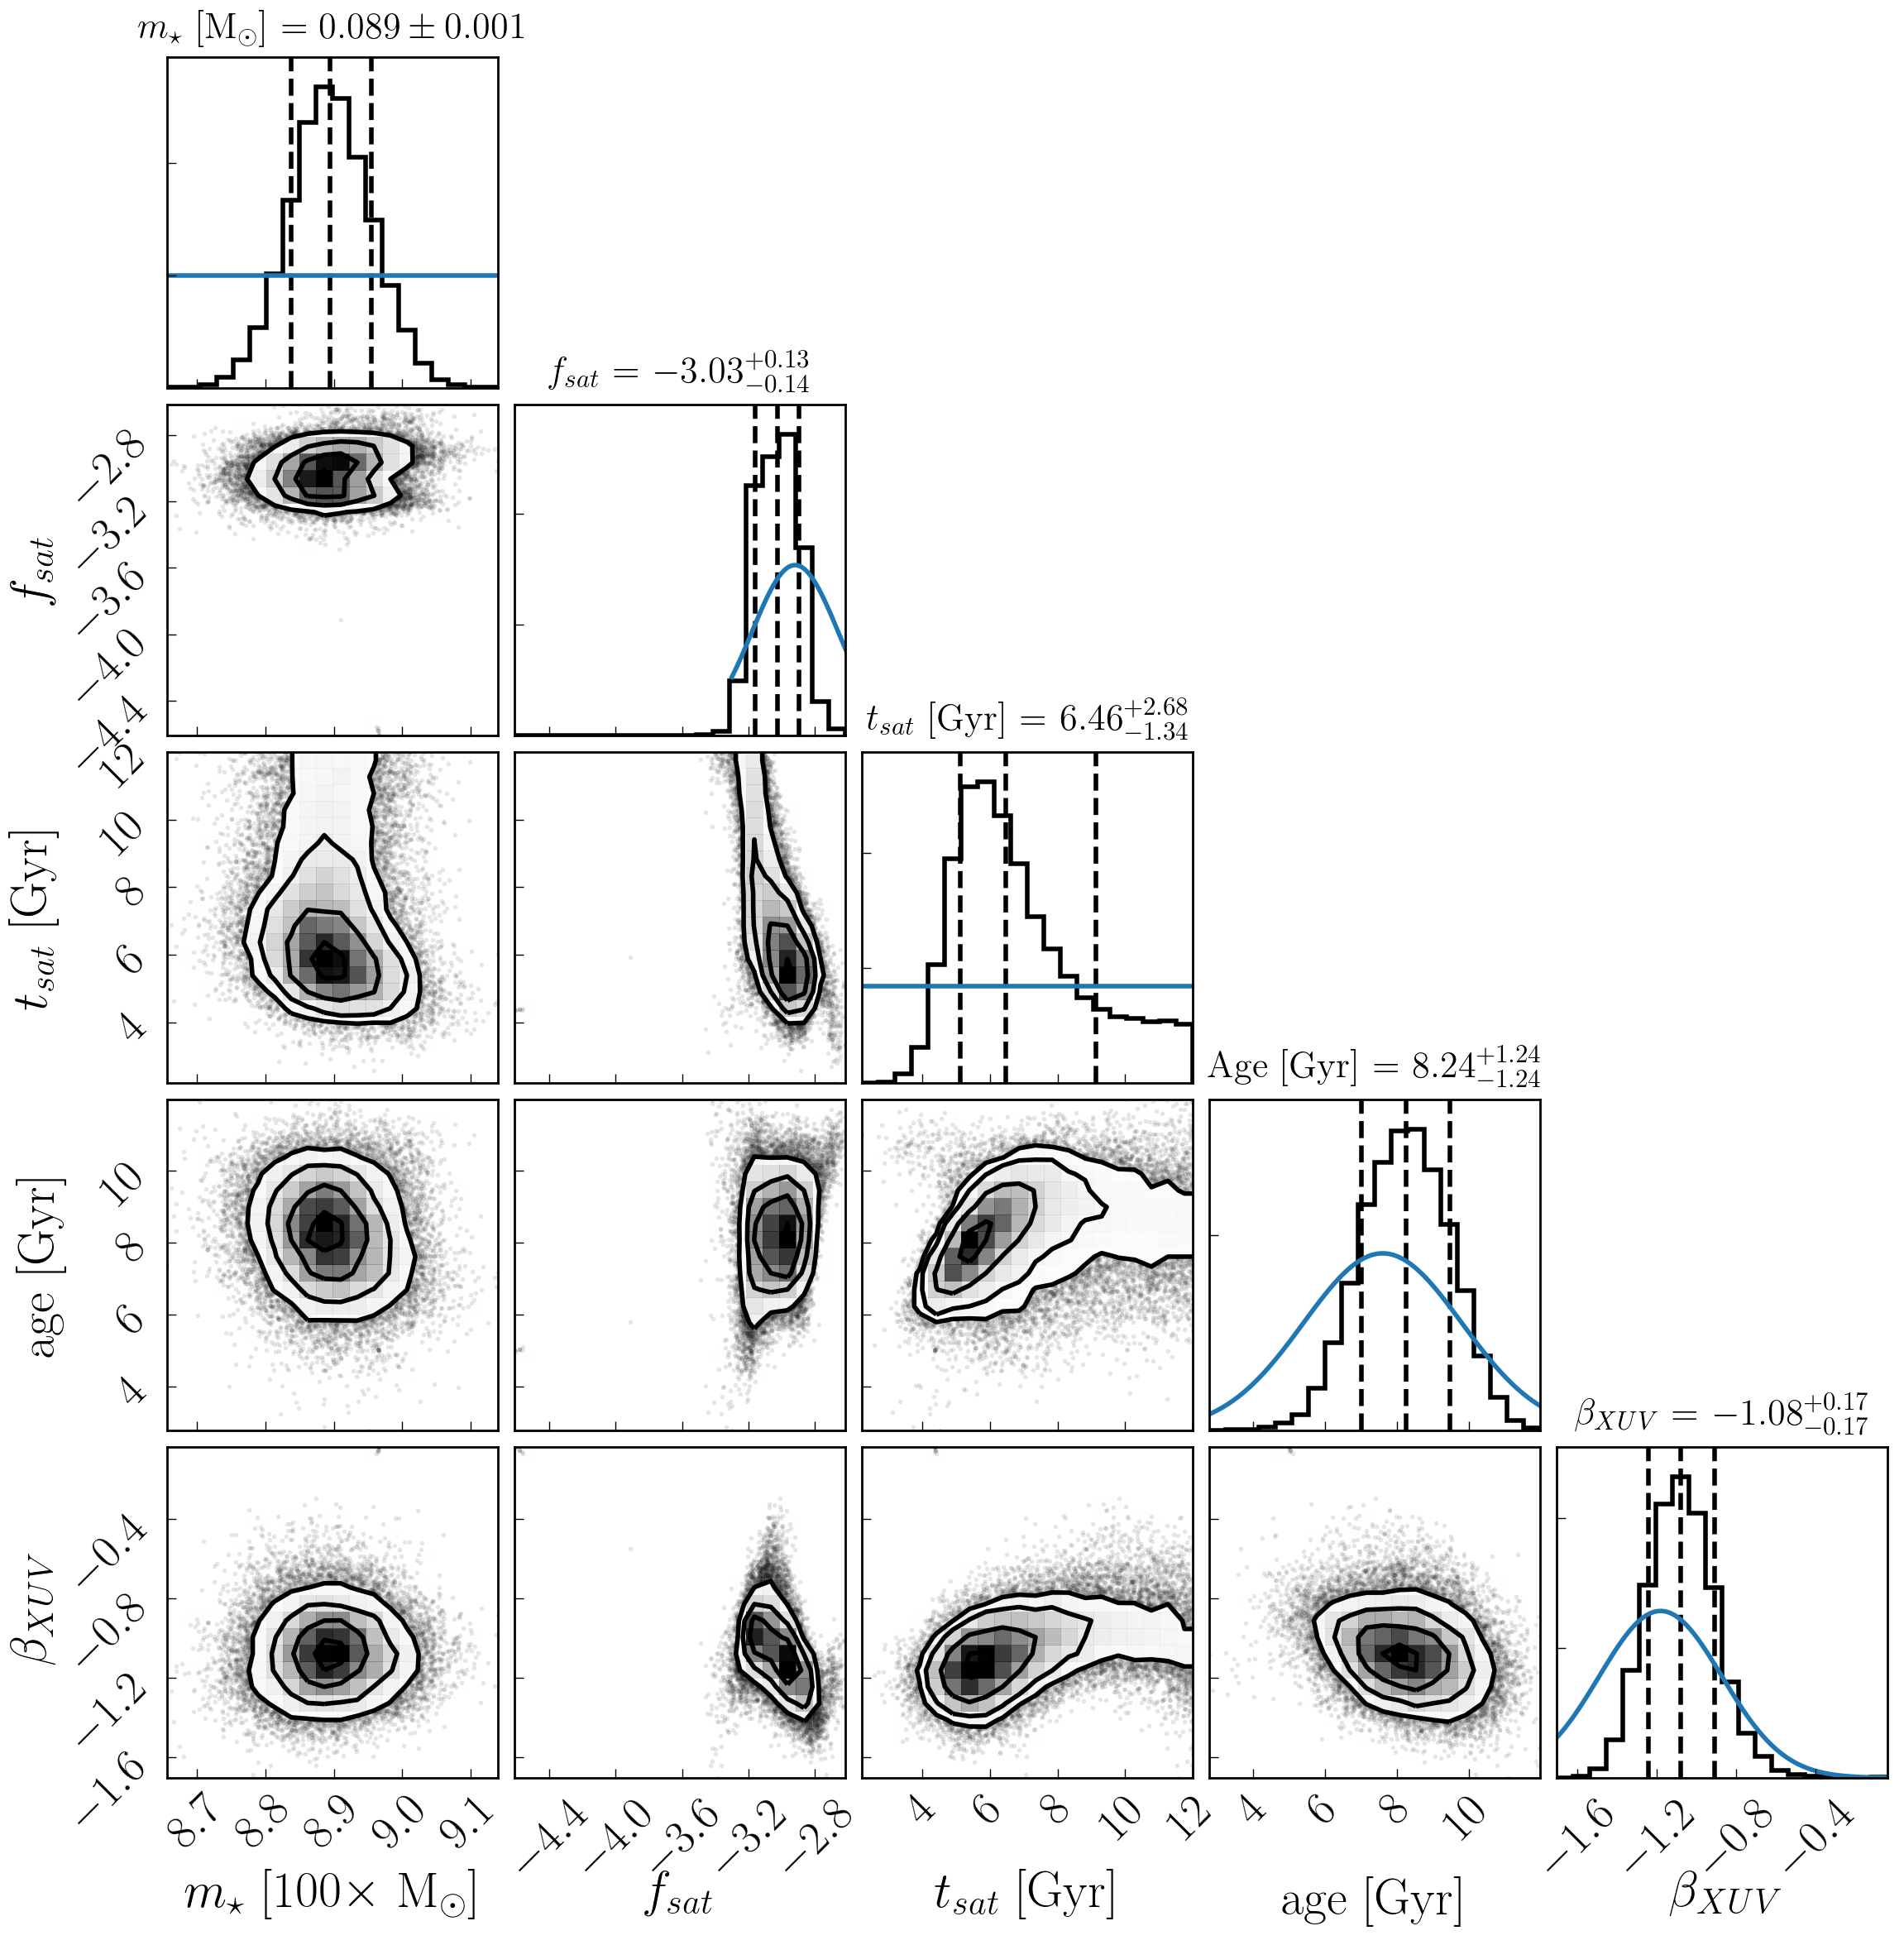 m⋆ [M⊙] = 0.089 ± 0.001
f_sat = −3.03 +0.13 −0.14
−2.8
−3.2
−3.6
−4.0
−4.4
f_sat
t_sat [Gyr] = 6.46 +2.68 −1.34
12
10
8
6
4
t_sat [Gyr]
Age [Gyr] = 8.24 +1.24 −1.24
10
8
6
4
age [Gyr]
β_XUV = −1.08 +0.17 −0.17
−0.4
−0.8
−1.2
−1.6
β_XUV
8.7 8.8 8.9 9.0 9.1 −4.4 −4.0 −3.6 −3.2 −2.8 4 6 8 10 12 4 6 8 10 −1.6 −1.2 −0.8 −0.4
m⋆ [100× M⊙] f_sat t_sat [Gyr] age [Gyr] β_XUV